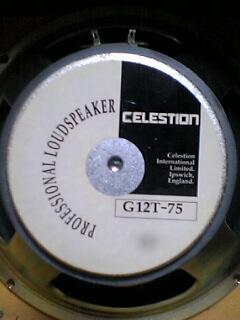 PROFESSIONAL LOUDSPEAKER
CELESTION
Celestion
International
Limited.
Ipswich,
England.
G12T-75